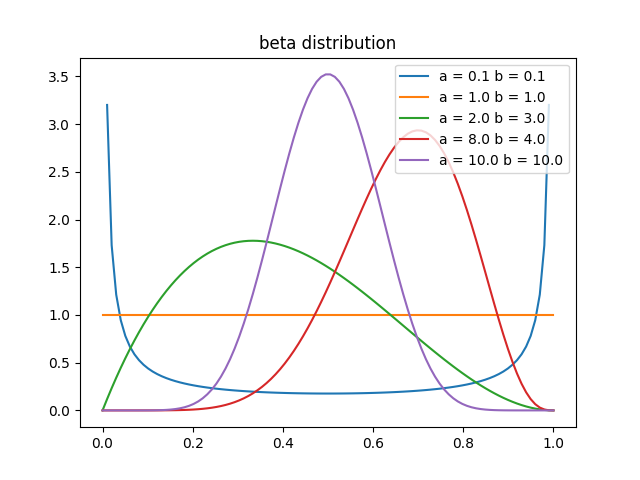 beta distribution
3.5
3.0
2.5
2.0
1.5
1.0
0.5
0.0
a = 0.1 b = 0.1
a = 1.0 b = 1.0
a = 2.0 b = 3.0
a = 8.0 b = 4.0
a = 10.0 b = 10.0
0.0 0.2 0.4 0.6 0.8 1.0